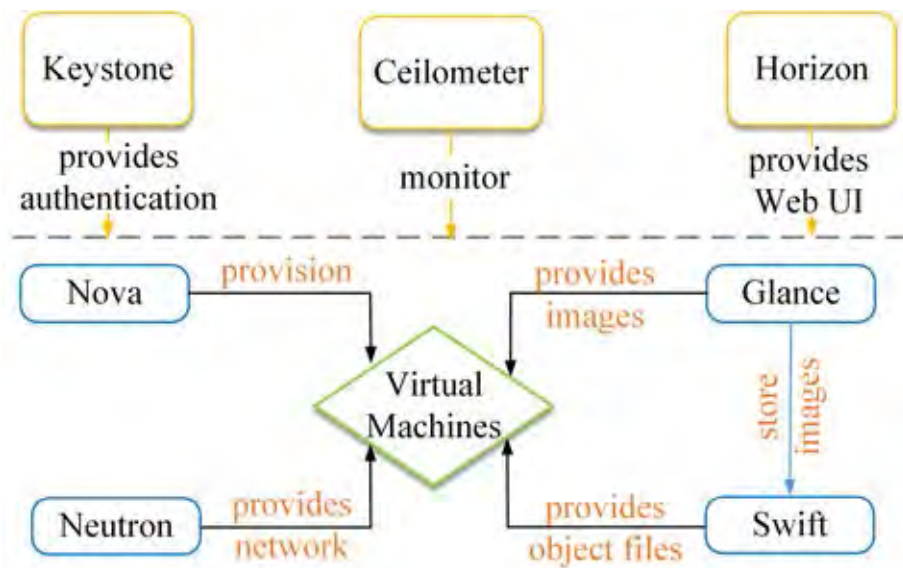 Keystone
Ceilometer
Horizon
provides
authentication
monitor
provides
Web UI
Nova
provision
provides
images
Glance
Virtual
Machines
store
images
Neutron
provides
network
provides
object files
Swift